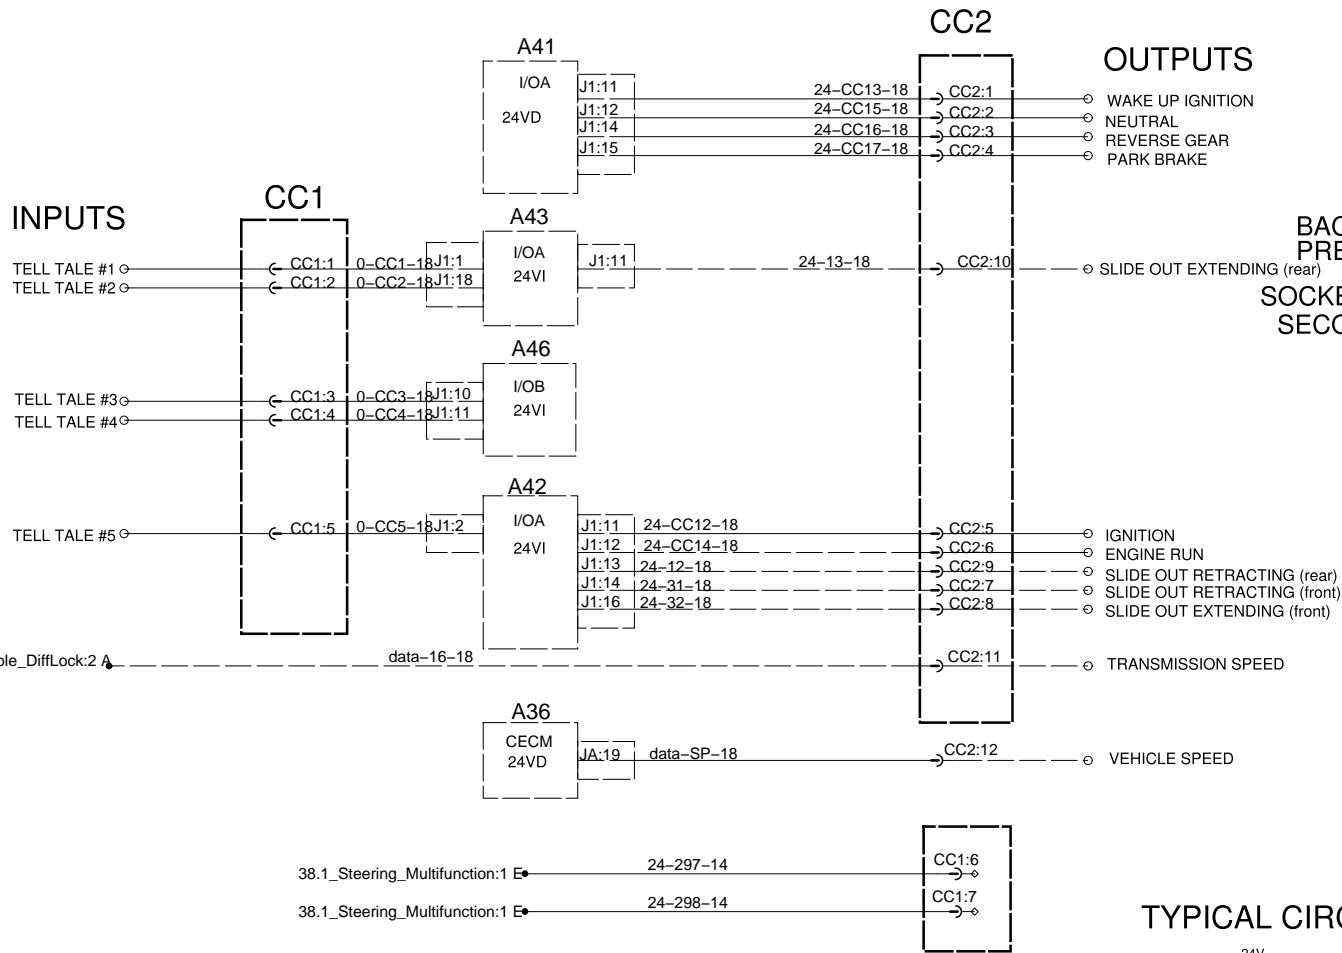 CC2
A41
OUTPUTS
I/OA
24VD
J1:11
24–CC13–18
CC2:1
WAKE UP IGNITION
J1:12
24–CC15–18
CC2:2
NEUTRAL
J1:14
24–CC16–18
CC2:3
REVERSE GEAR
J1:15
24–CC17–18
CC2:4
PARK BRAKE
INPUTS
CC1
A43
I/OA
24VI
TELL TALE #1
CC1:1
0–CC1–18
J1:1
TELL TALE #2
CC1:2
0–CC2–18
J1:18
J1:11
24–13–18
CC2:10
SLIDE OUT EXTENDING (rear)
BAC
PRE
SOCKE
SECO
A46
I/OB
24VI
TELL TALE #3
CC1:3
0–CC3–18
J1:10
TELL TALE #4
CC1:4
0–CC4–18
J1:11
A42
I/OA
24VI
TELL TALE #5
CC1:5
0–CC5–18
J1:2
J1:11
24–CC12–18
CC2:5
IGNITION
J1:12
24–CC14–18
CC2:6
ENGINE RUN
J1:13
24–12–18
CC2:9
SLIDE OUT RETRACTING (rear)
J1:14
24–31–18
CC2:7
SLIDE OUT RETRACTING (front)
J1:16
24–32–18
CC2:8
SLIDE OUT EXTENDING (front)
ole_DiffLock:2 A
data–16–18
CC2:11
TRANSMISSION SPEED
A36
CECM
24VD
JA:19
data–SP–18
CC2:12
VEHICLE SPEED
38.1_Steering_Multifunction:1 E
24–297–14
CC1:6
38.1_Steering_Multifunction:1 E
24–298–14
CC1:7
TYPICAL CIRC
24V